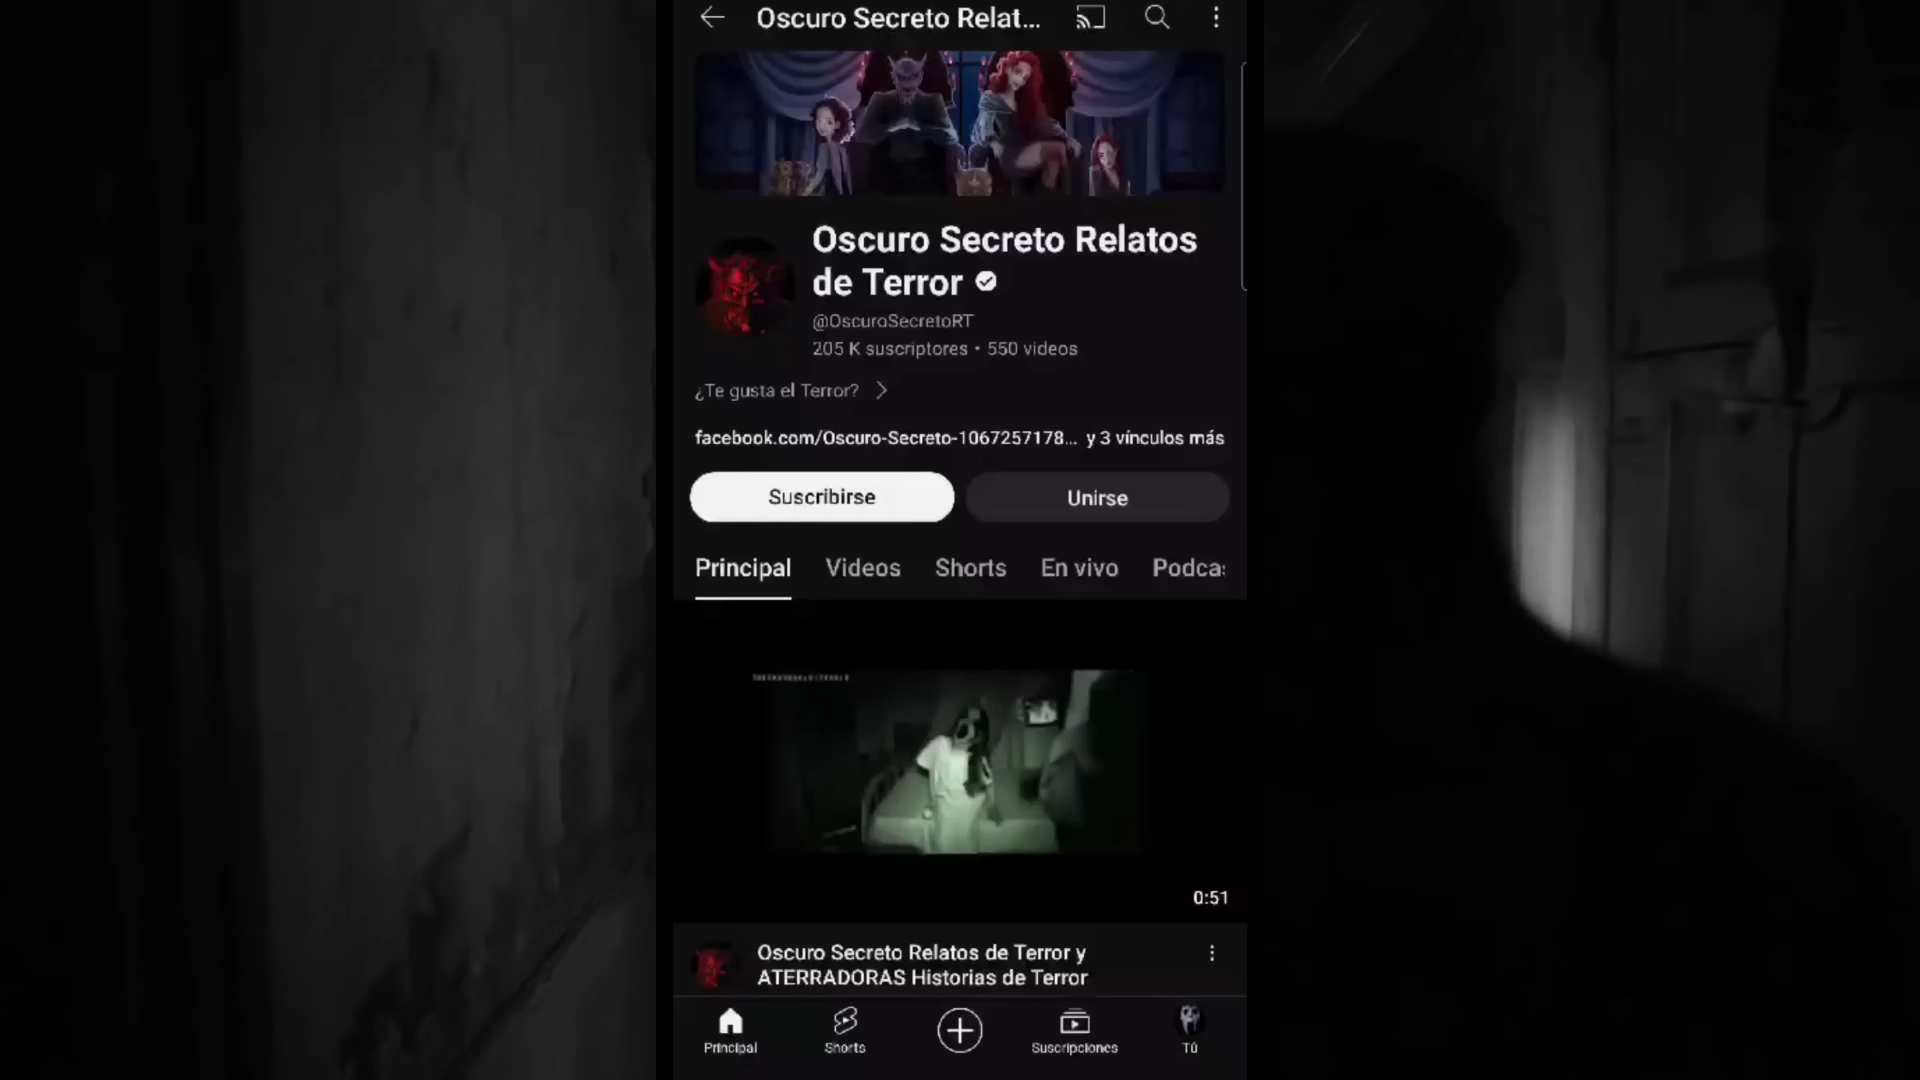 Oscuro Secreto Relat...
Oscuro Secreto Relatos
de Terror
@OscuroSecretoRT
205 K suscriptores • 550 videos
¿Te gusta el Terror?
facebook.com/Oscuro-Secreto-1067257178... y 3 vínculos más
Suscribirse Unirse
Principal Videos Shorts En vivo Podcas
0:51
Oscuro Secreto Relatos de Terror y
ATERRADORAS Historias de Terror
Principal Shorts Suscripciones Tú